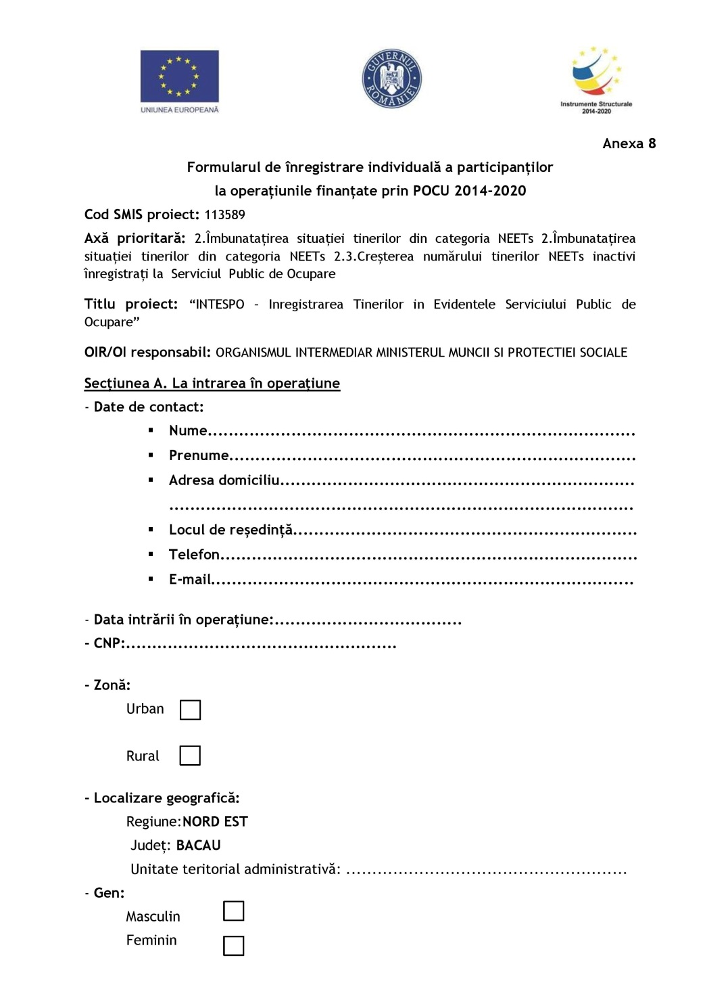 UNIUNEA EUROPEANĂ
GUVERNUL ROMÂNIEI
Instrumente Structurale
2014-2020
Anexa 8
Formularul de înregistrare individuală a participanților
la operațiunile finanțate prin POCU 2014-2020
Cod SMIS proiect: 113589
Axă prioritară: 2.Îmbunatațirea situației tinerilor din categoria NEETs 2.Îmbunatațirea
situației tinerilor din categoria NEETs 2.3.Creșterea numărului tinerilor NEETs inactivi
înregistrați la Serviciul Public de Ocupare
Titlu proiect: “INTESPO – Inregistrarea Tinerilor in Evidentele Serviciului Public de
Ocupare”
OIR/OI responsabil: ORGANISMUL INTERMEDIAR MINISTERUL MUNCII SI PROTECTIEI SOCIALE
Secțiunea A. La intrarea în operațiune
- Date de contact:
▪ Nume..................................................................................
▪ Prenume..............................................................................
▪ Adresa domiciliu....................................................................
.........................................................................................
▪ Locul de reședință..................................................................
▪ Telefon................................................................................
▪ E-mail.................................................................................
- Data intrării în operațiune:....................................
- CNP:....................................................
- Zonă:
Urban
Rural
- Localizare geografică:
Regiune:NORD EST
Județ: BACAU
Unitate teritorial administrativă: ......................................................
- Gen:
Masculin
Feminin